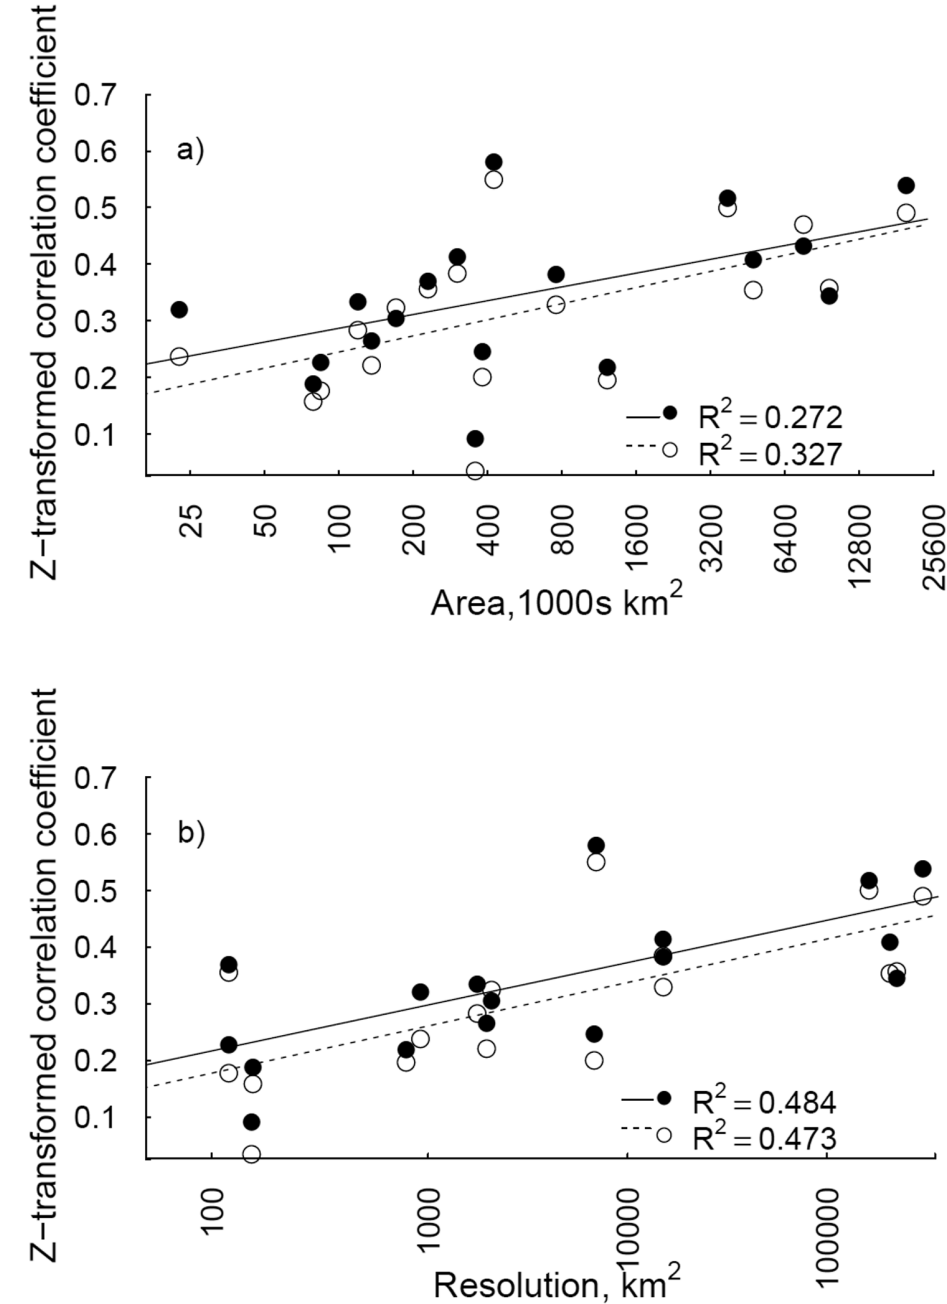 Z−transformed correlation coefficient
0.7
0.6
0.5
0.4
0.3
0.2
0.1
a)
R² = 0.272
R² = 0.327
25 50 100 200 400 800 1600 3200 6400 12800 25600
Area,1000s km²
Z−transformed correlation coefficient
0.7
0.6
0.5
0.4
0.3
0.2
0.1
b)
R² = 0.484
R² = 0.473
100 1000 10000 100000
Resolution, km²